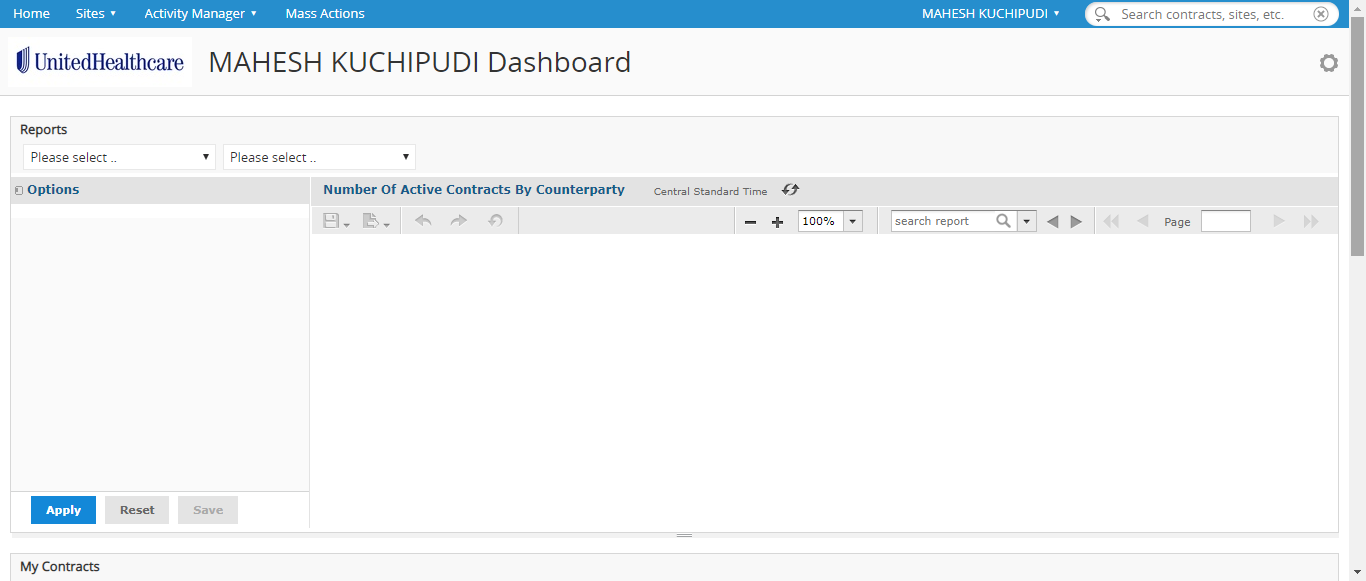 Home Sites Activity Manager Mass Actions MAHESH KUCHIPUDI Search contracts, sites, etc.
UnitedHealthcare MAHESH KUCHIPUDI Dashboard
Reports
Please select .. Please select ..
Options Number Of Active Contracts By Counterparty Central Standard Time
100% search report Page
Apply Reset Save
My Contracts